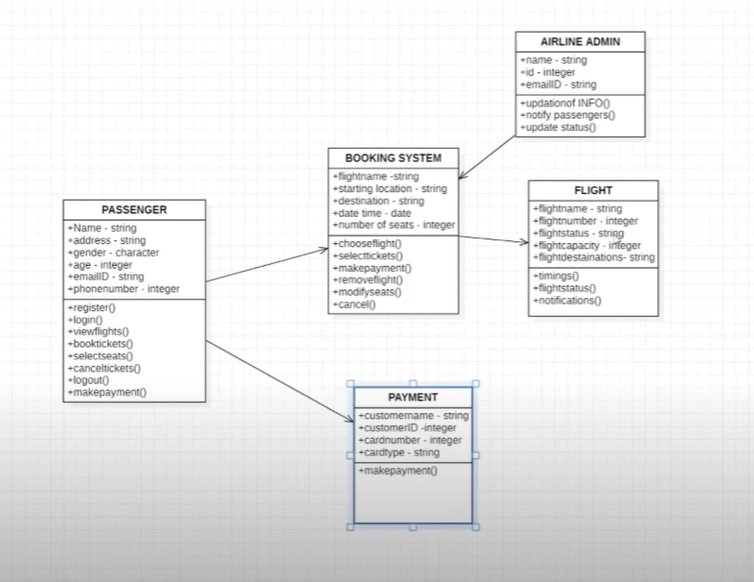 AIRLINE ADMIN
+name - string
+id - integer
+emailID - string
+updationof INFO()
+notify passengers()
+update status()
BOOKING SYSTEM
+flightname -string
+starting location - string
+destination - string
+date time - date
+number of seats - integer
+chooseflight()
+selecttickets()
+makepayment()
+removeflight()
+modifyseats()
+cancel()
FLIGHT
+flightname - string
+flightnumber - integer
+flightstatus - string
+flightcapacity - integer
+flightdestainations- string
+timings()
+flightstatus()
+notifications()
PASSENGER
+Name - string
+address - string
+gender - character
+age - integer
+emailID - string
+phonenumber - integer
+register()
+login()
+viewflights()
+booktickets()
+selectseats()
+canceltickets()
+logout()
+makepayment()
PAYMENT
+customername - string
+customerID -integer
+cardnumber - integer
+cardtype - string
+makepayment()